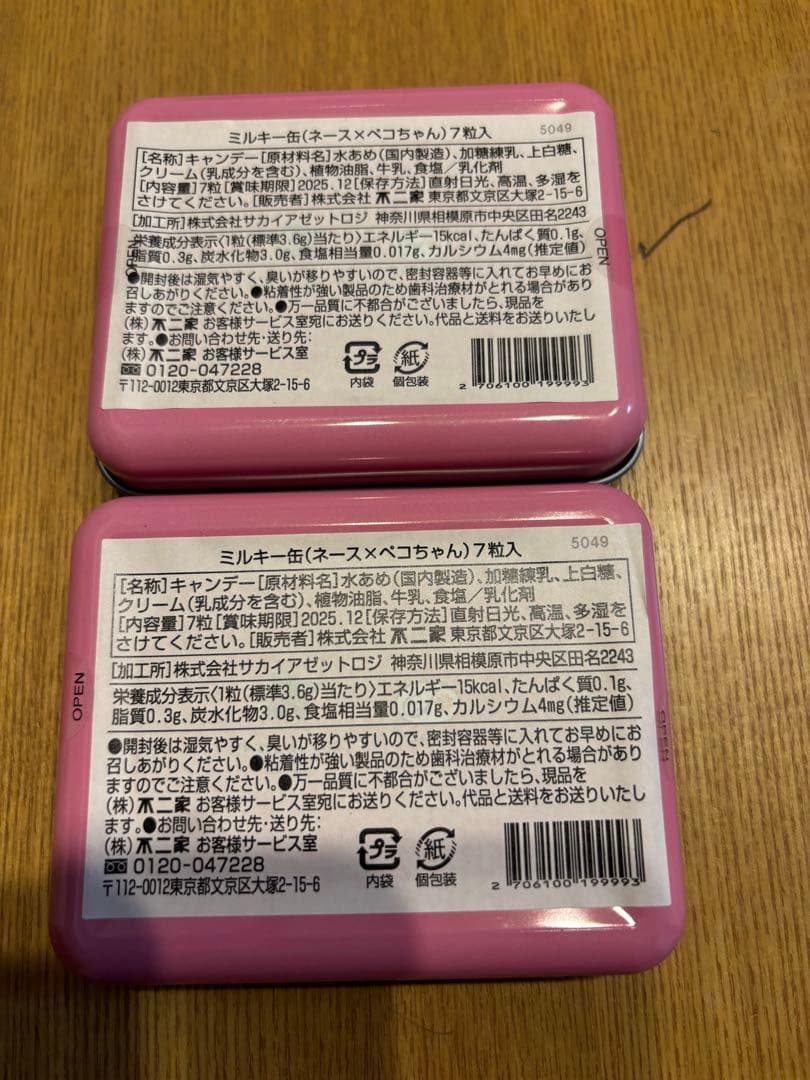 ミルキー缶(ネース×ペコちゃん)7粒入 5049
[名称]キャンデー[原材料名]水あめ(国内製造)、加糖練乳、上白糖、
クリーム(乳成分を含む)、植物油脂、牛乳、食塩/乳化剤
[内容量]7粒[賞味期限]2025.12[保存方法]直射日光、高温、多湿を
さけてください。[販売者]株式会社 不二家 東京都文京区大塚2-15-6
[加工所]株式会社サカイアゼットロジ 神奈川県相模原市中央区田名2243
栄養成分表示〈1粒(標準3.6g)当たり〉エネルギー15kcal、たんぱく質0.1g、
脂質0.3g、炭水化物3.0g、食塩相当量0.017g、カルシウム4mg(推定値)
OPEN
OPEN
●開封後は湿気やすく、臭いが移りやすいので、密封容器等に入れてお早めにお
召しあがりください。●粘着性が強い製品のため歯科治療材がとれる場合があり
ますのでご注意ください。●万一品質に不都合がございましたら、現品を
(株)不二家 お客様サービス室宛にお送りください。代品と送料をお送りいたし
ます。●お問い合わせ先・送り先:
(株)不二家 お客様サービス室
0120-047228
〒112-0012東京都文京区大塚2-15-6
プラ
内袋
紙
個包装
2 706100 199993
ミルキー缶(ネース×ペコちゃん)7粒入 5049
[名称]キャンデー[原材料名]水あめ(国内製造)、加糖練乳、上白糖、
クリーム(乳成分を含む)、植物油脂、牛乳、食塩/乳化剤
[内容量]7粒[賞味期限]2025.12[保存方法]直射日光、高温、多湿を
さけてください。[販売者]株式会社 不二家 東京都文京区大塚2-15-6
[加工所]株式会社サカイアゼットロジ 神奈川県相模原市中央区田名2243
栄養成分表示〈1粒(標準3.6g)当たり〉エネルギー15kcal、たんぱく質0.1g、
脂質0.3g、炭水化物3.0g、食塩相当量0.017g、カルシウム4mg(推定値)
OPEN
OPEN
●開封後は湿気やすく、臭いが移りやすいので、密封容器等に入れてお早めにお
召しあがりください。●粘着性が強い製品のため歯科治療材がとれる場合があり
ますのでご注意ください。●万一品質に不都合がございましたら、現品を
(株)不二家 お客様サービス室宛にお送りください。代品と送料をお送りいたし
ます。●お問い合わせ先・送り先:
(株)不二家 お客様サービス室
0120-047228
〒112-0012東京都文京区大塚2-15-6
プラ
内袋
紙
個包装
2 706100 199993